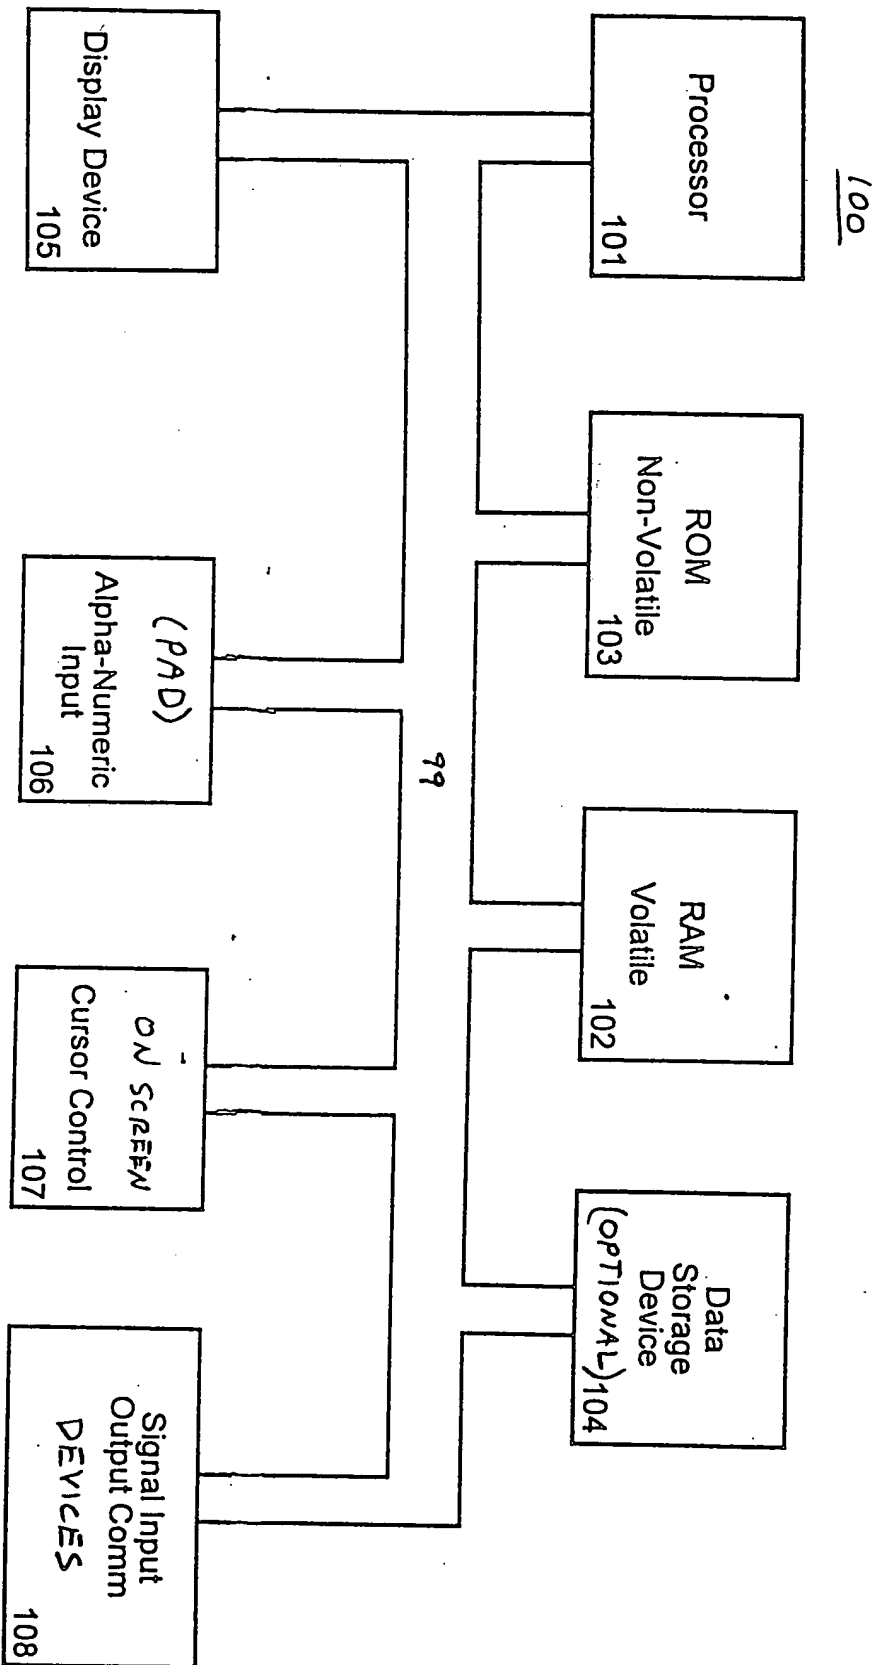 100
Processor
101
ROM
Non-Volatile
103
RAM
Volatile
102
Data
Storage
Device
(OPTIONAL)
104
99
Display Device
105
(PAD)
Alpha-Numeric
Input
106
ON SCREEN
Cursor Control
107
Signal Input
Output Comm
DEVICES
108